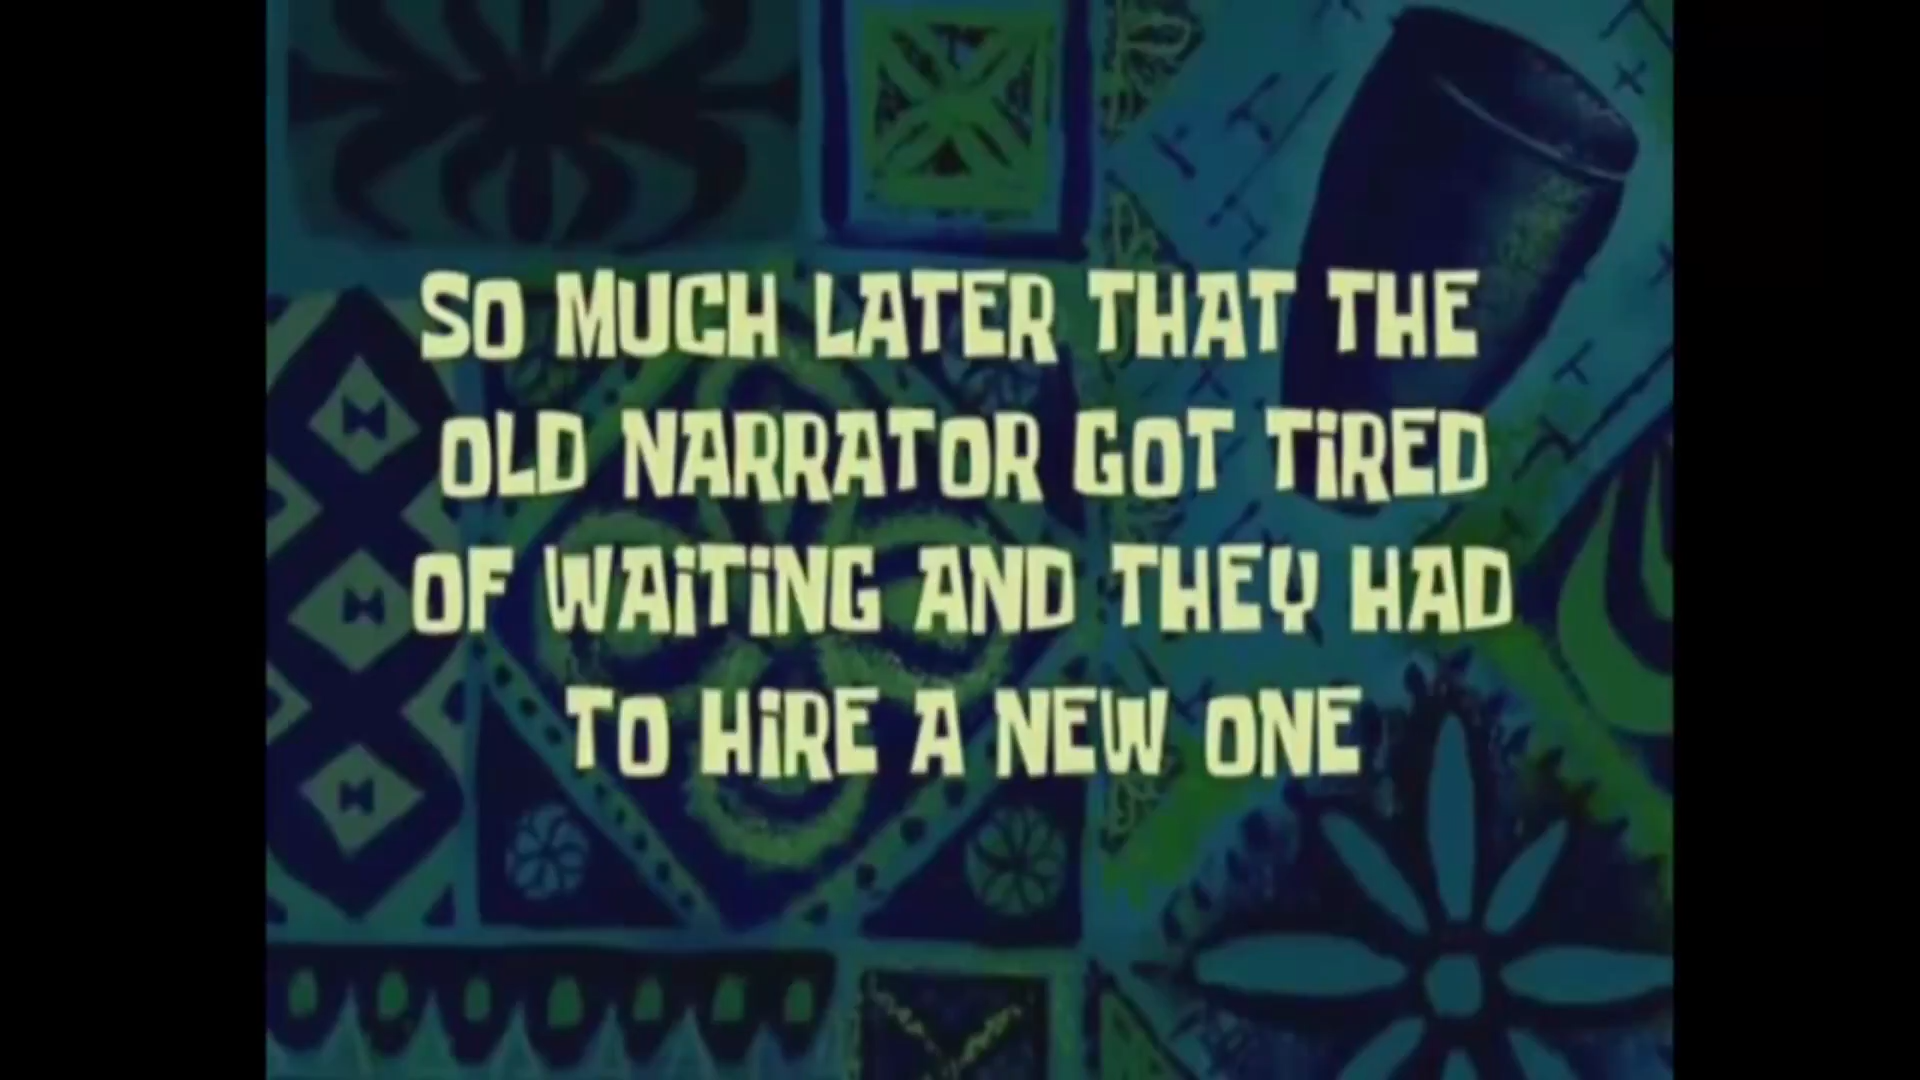 SO MUCH LATER THAT THE
OLD NARRATOR GOT TiRED
OF WAiTiNG AND THEY HAD
TO HiRE A NEW ONE